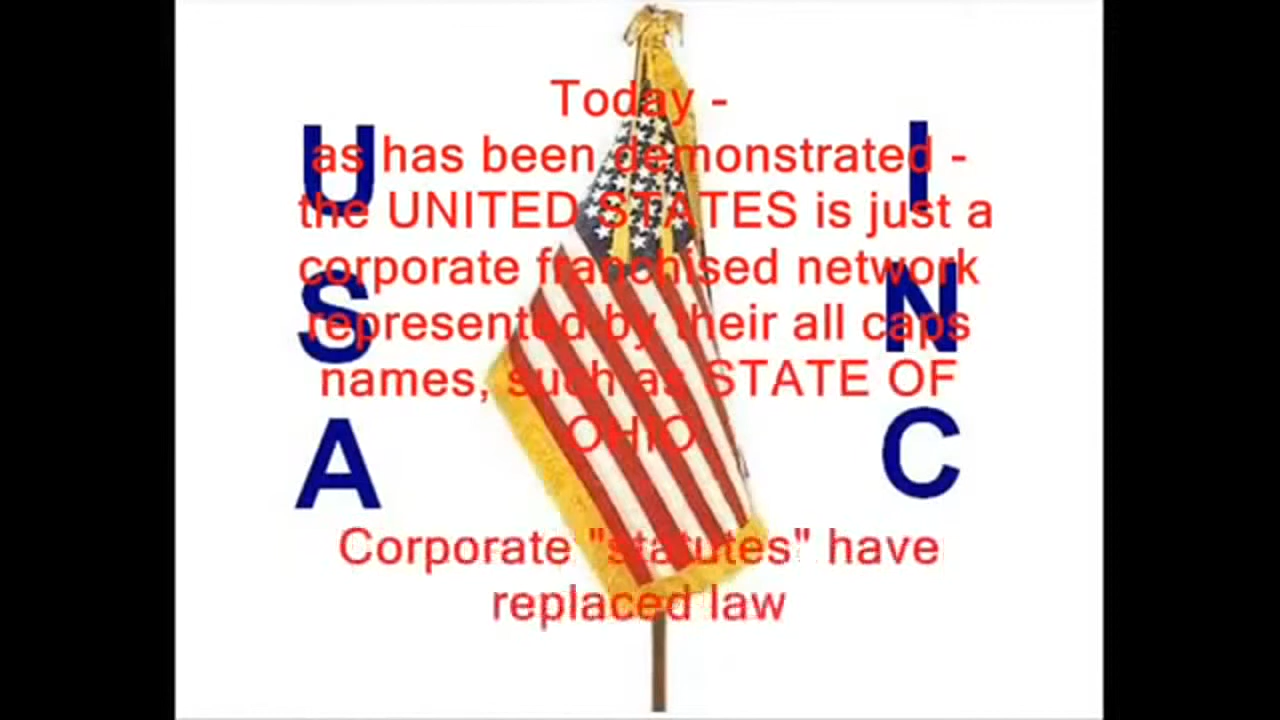 Today -
as has been demonstrated -
the UNITED STATES is just a
corporate franchised network
represented by their all caps
names, such as STATE OF
OHIO
Corporate "statutes" have
replaced law
U
S
A
I
N
C